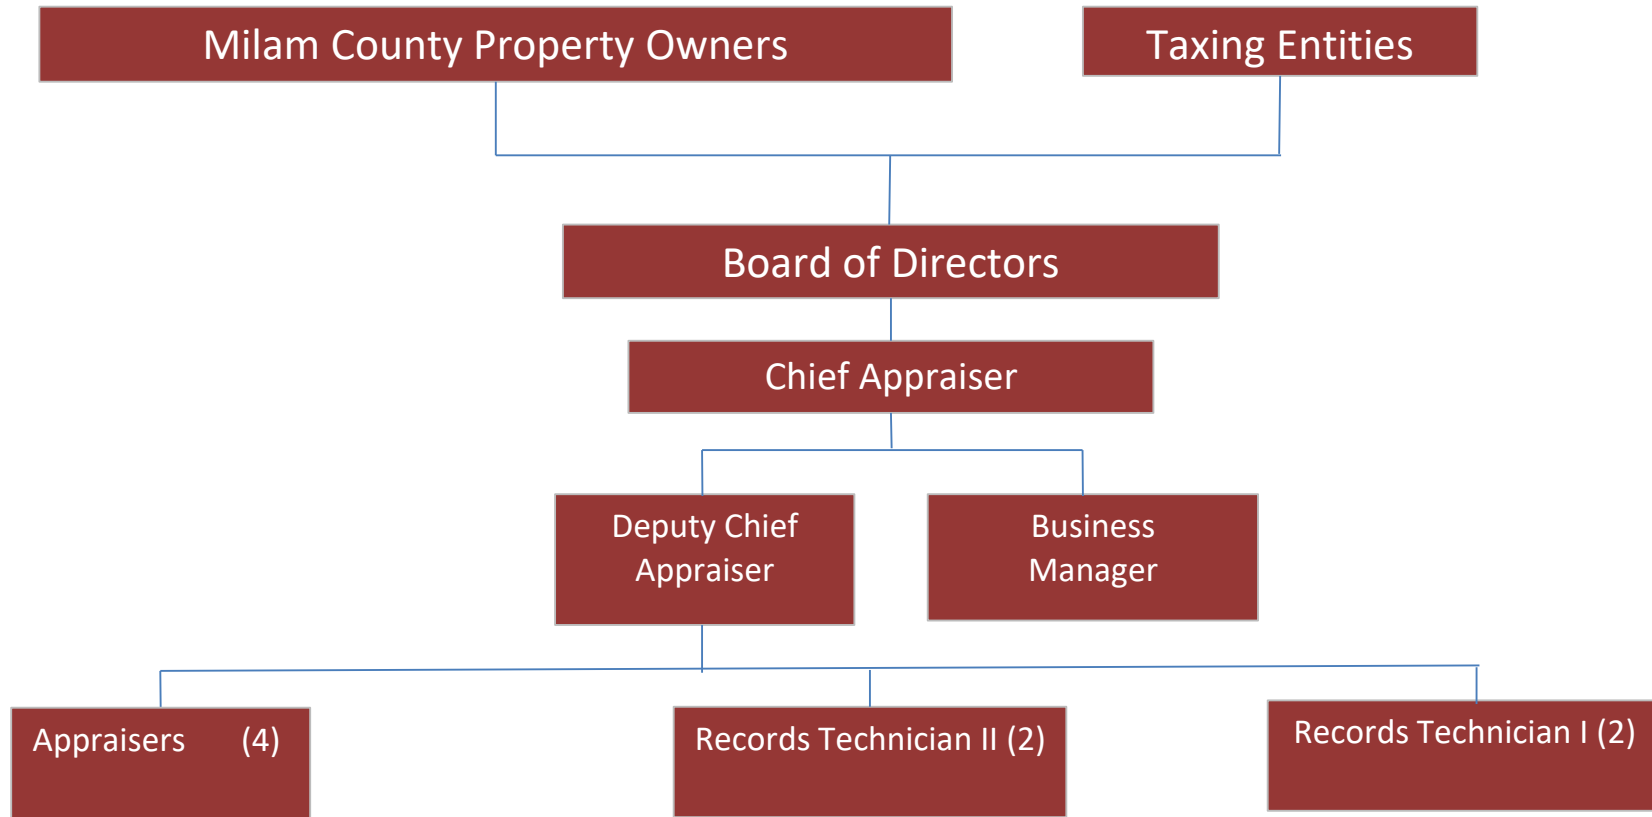 Milam County Property Owners
Taxing Entities
Board of Directors
Chief Appraiser
Deputy Chief
Appraiser
Business
Manager
Appraisers (4)
Records Technician II (2)
Records Technician I (2)